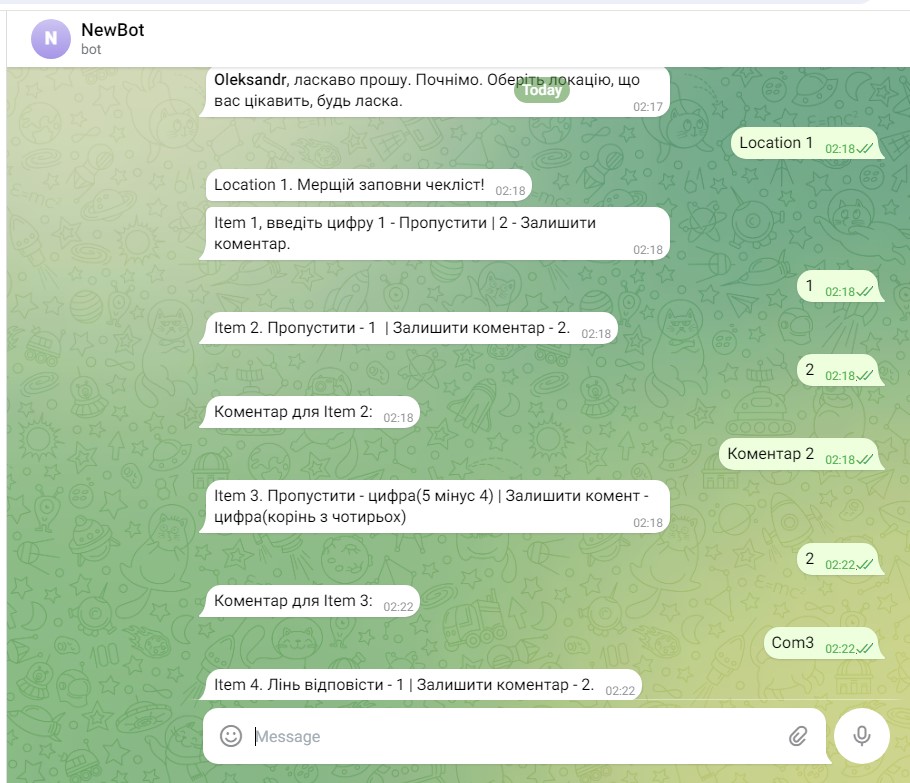 N
NewBot
bot
Oleksandr, ласкаво прошу. Почнімо. Оберіть локацію, що
вас цікавить, будь ласка.
02:17
Today
Location 1 02:18
Location 1. Мерщій заповни чекліст! 02:18
Item 1, введіть цифру 1 - Пропустити | 2 - Залишити
коментар.
02:18
1 02:18
Item 2. Пропустити - 1 | Залишити коментар - 2. 02:18
2 02:18
Коментар для Item 2: 02:18
Коментар 2 02:18
Item 3. Пропустити - цифра(5 мінус 4) | Залишити комент -
цифра(корінь з чотирьох)
02:18
2 02:22
Коментар для Item 3: 02:22
Com3 02:22
Item 4. Лінь відповісти - 1 | Залишити коментар - 2. 02:22
Message